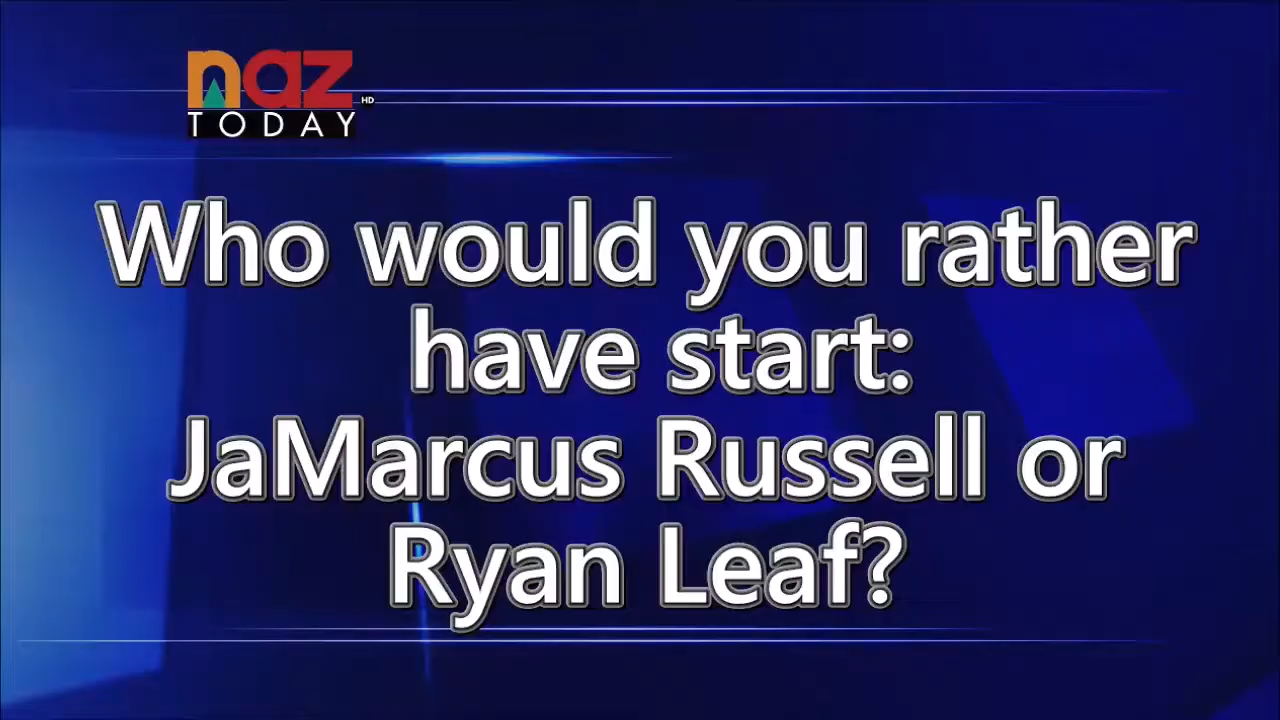 naz
HD
TODAY
Who would you rather
have start:
JaMarcus Russell or
Ryan Leaf?